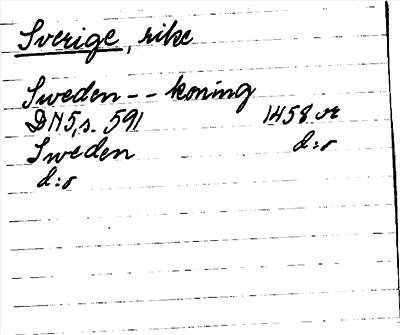 Sverige, rike
Sweden -- koning
DN5, s. 591 1458 or
Sweden d:o
d:o